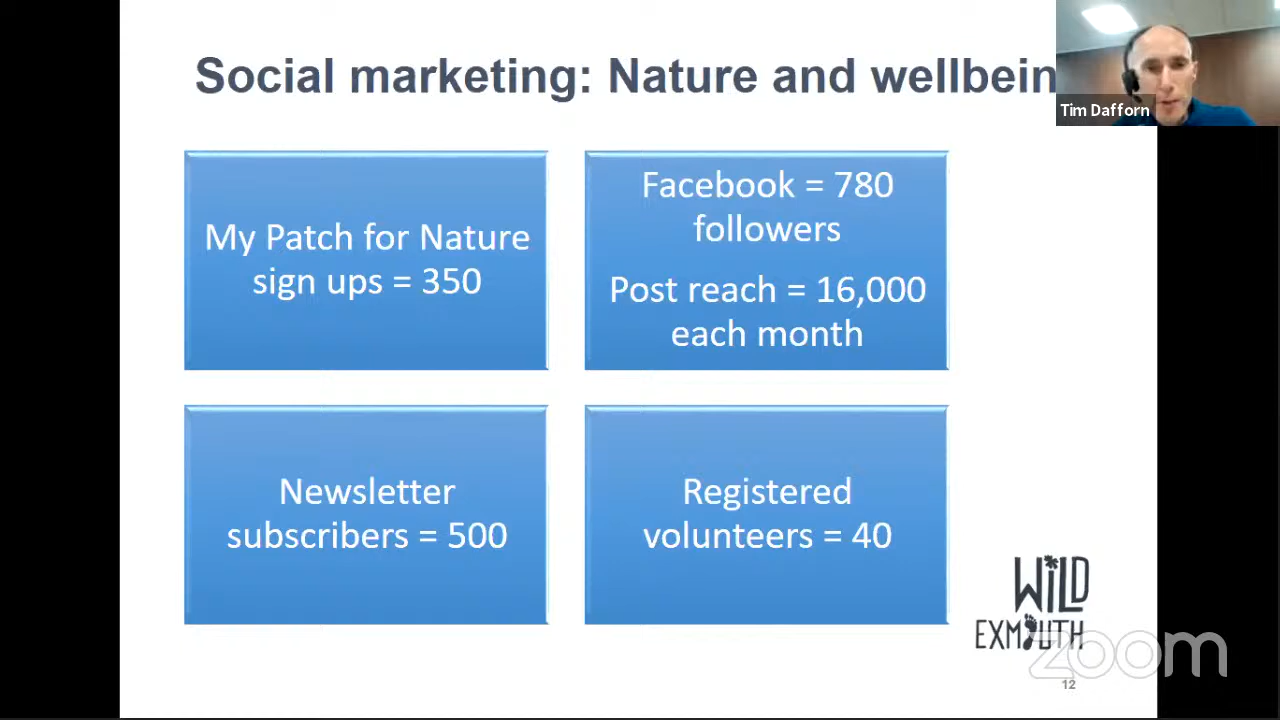 Social marketing: Nature and wellbein
Tim Dafforn
My Patch for Nature
sign ups = 350
Facebook = 780
followers
Post reach = 16,000
each month
Newsletter
subscribers = 500
Registered
volunteers = 40
WiLD
EXMOUTH
zoom
12